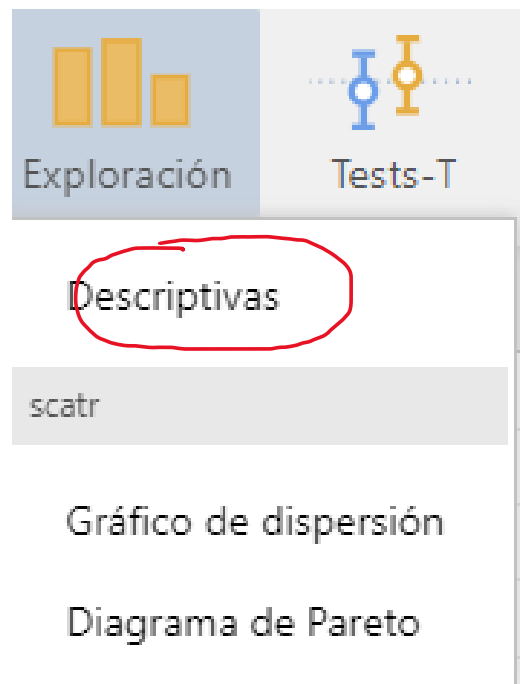 Exploración Tests-T
Descriptivas
scatr
Gráfico de dispersión
Diagrama de Pareto